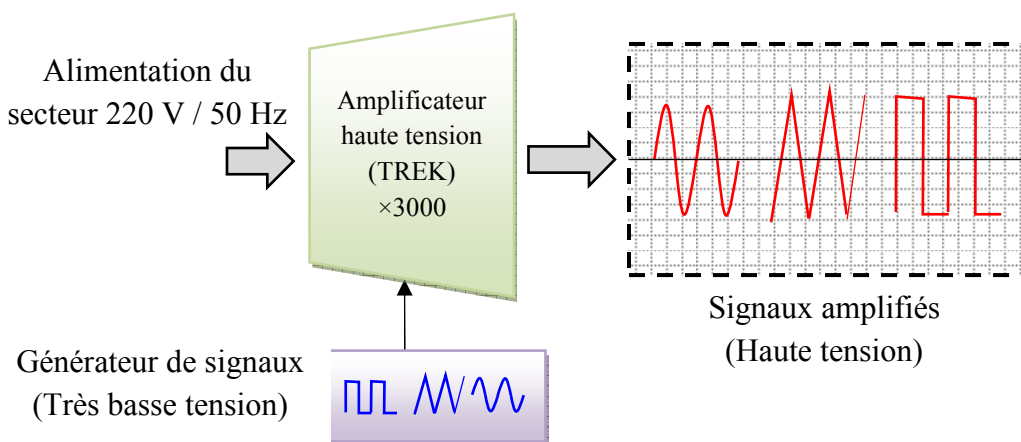 Alimentation du
secteur 220 V / 50 Hz
Amplificateur
haute tension
(TREK)
×3000
Signaux amplifiés
(Haute tension)
Générateur de signaux
(Très basse tension)